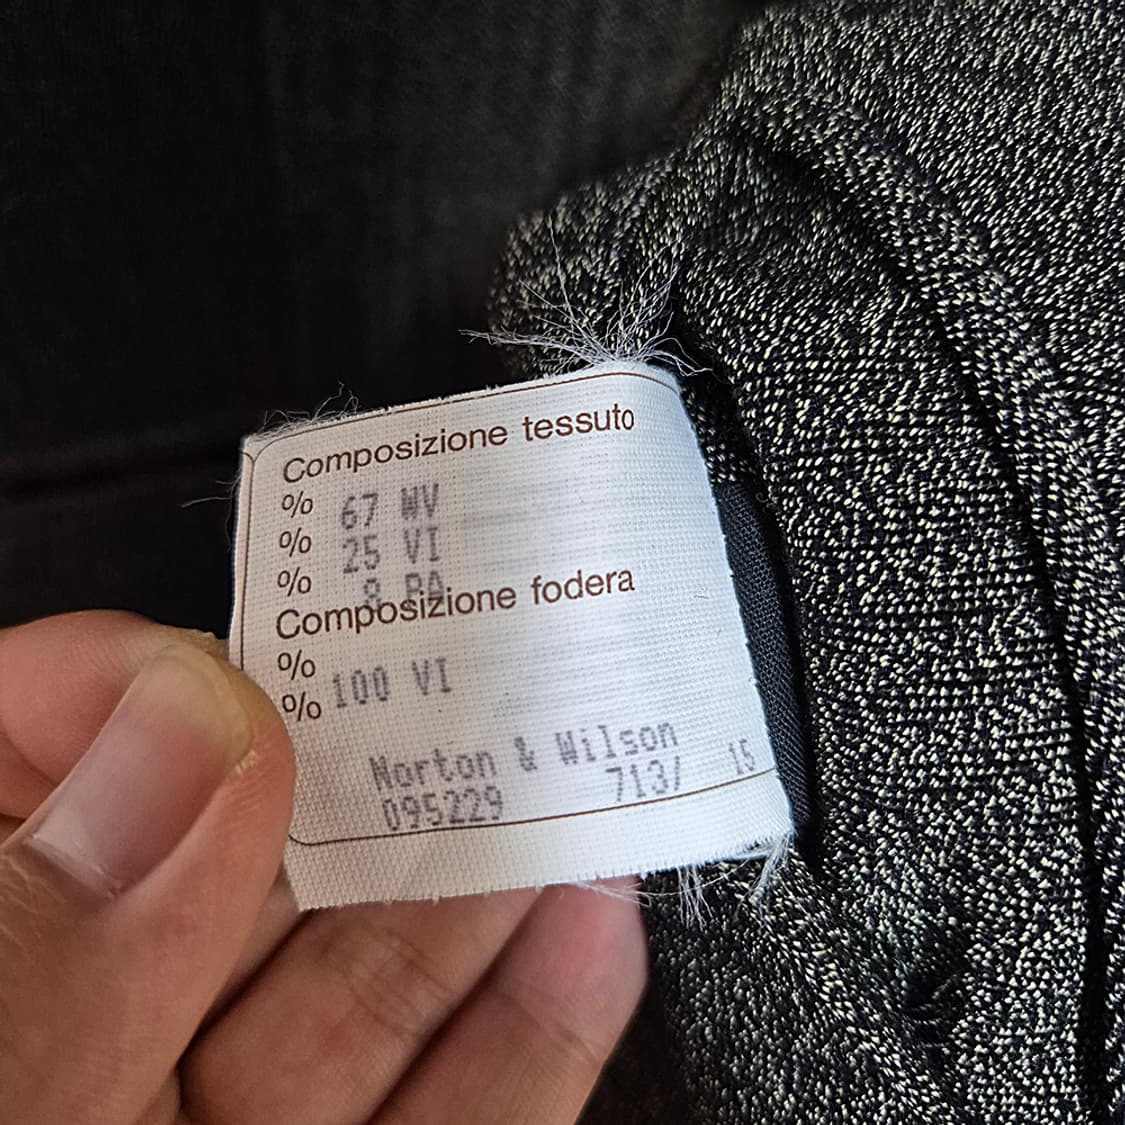 Composizione tessuto
% 67 WV
% 25 VI
% 8 PA
Composizione fodera
%
% 100 VI
Norton & Wilson
095229 713/ 15